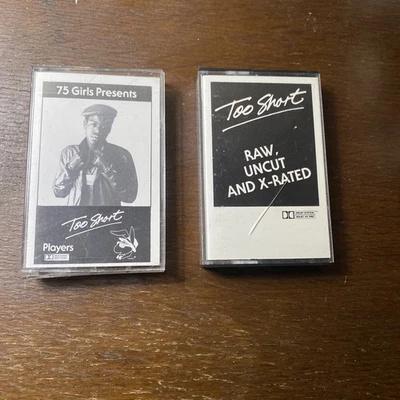 75 Girls Presents
Too Short
Players
Too Short
RAW,
UNCUT
AND X-RATED